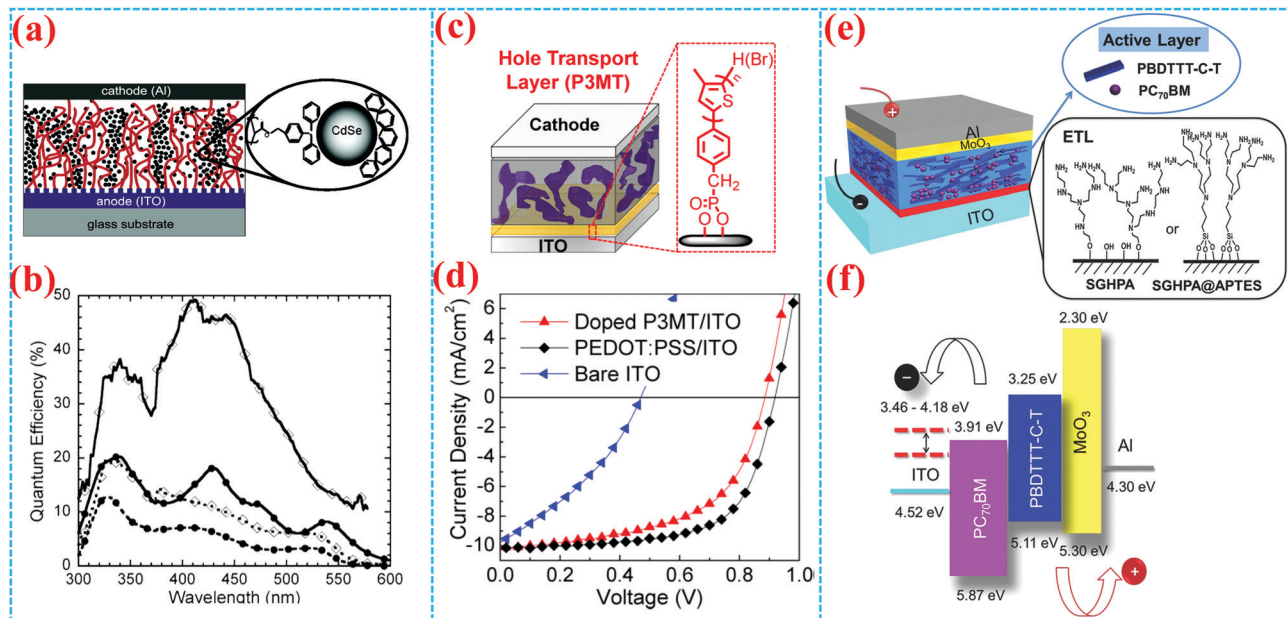 (a)
cathode (Al)
CdSe
anode (ITO)
glass substrate
(b)
Quantum Efficiency (%)
50
40
30
20
10
0
300 350 400 450 500 550 600
Wavelength (nm)
(c)
Hole Transport
Layer (P3MT)
Cathode
ITO
H(Br)
n
S
CH2
P
O
O O
(d)
Current Density (mA/cm2)
6
4
2
0
-2
-4
-6
-8
-10
Doped P3MT/ITO
PEDOT:PSS/ITO
Bare ITO
0.0 0.2 0.4 0.6 0.8 1.0
Voltage (V)
(e)
Active Layer
PBDTTT-C-T
PC70BM
+
Al
MoO3
-
ITO
ETL
or
SGHPA
SGHPA@APTES
(f)
2.30 eV
-
3.25 eV
3.46 - 4.18 eV
3.91 eV
ITO
4.52 eV
PC70BM
PBDTTT-C-T
MoO3
Al
4.30 eV
5.11 eV
5.30 eV
5.87 eV
+